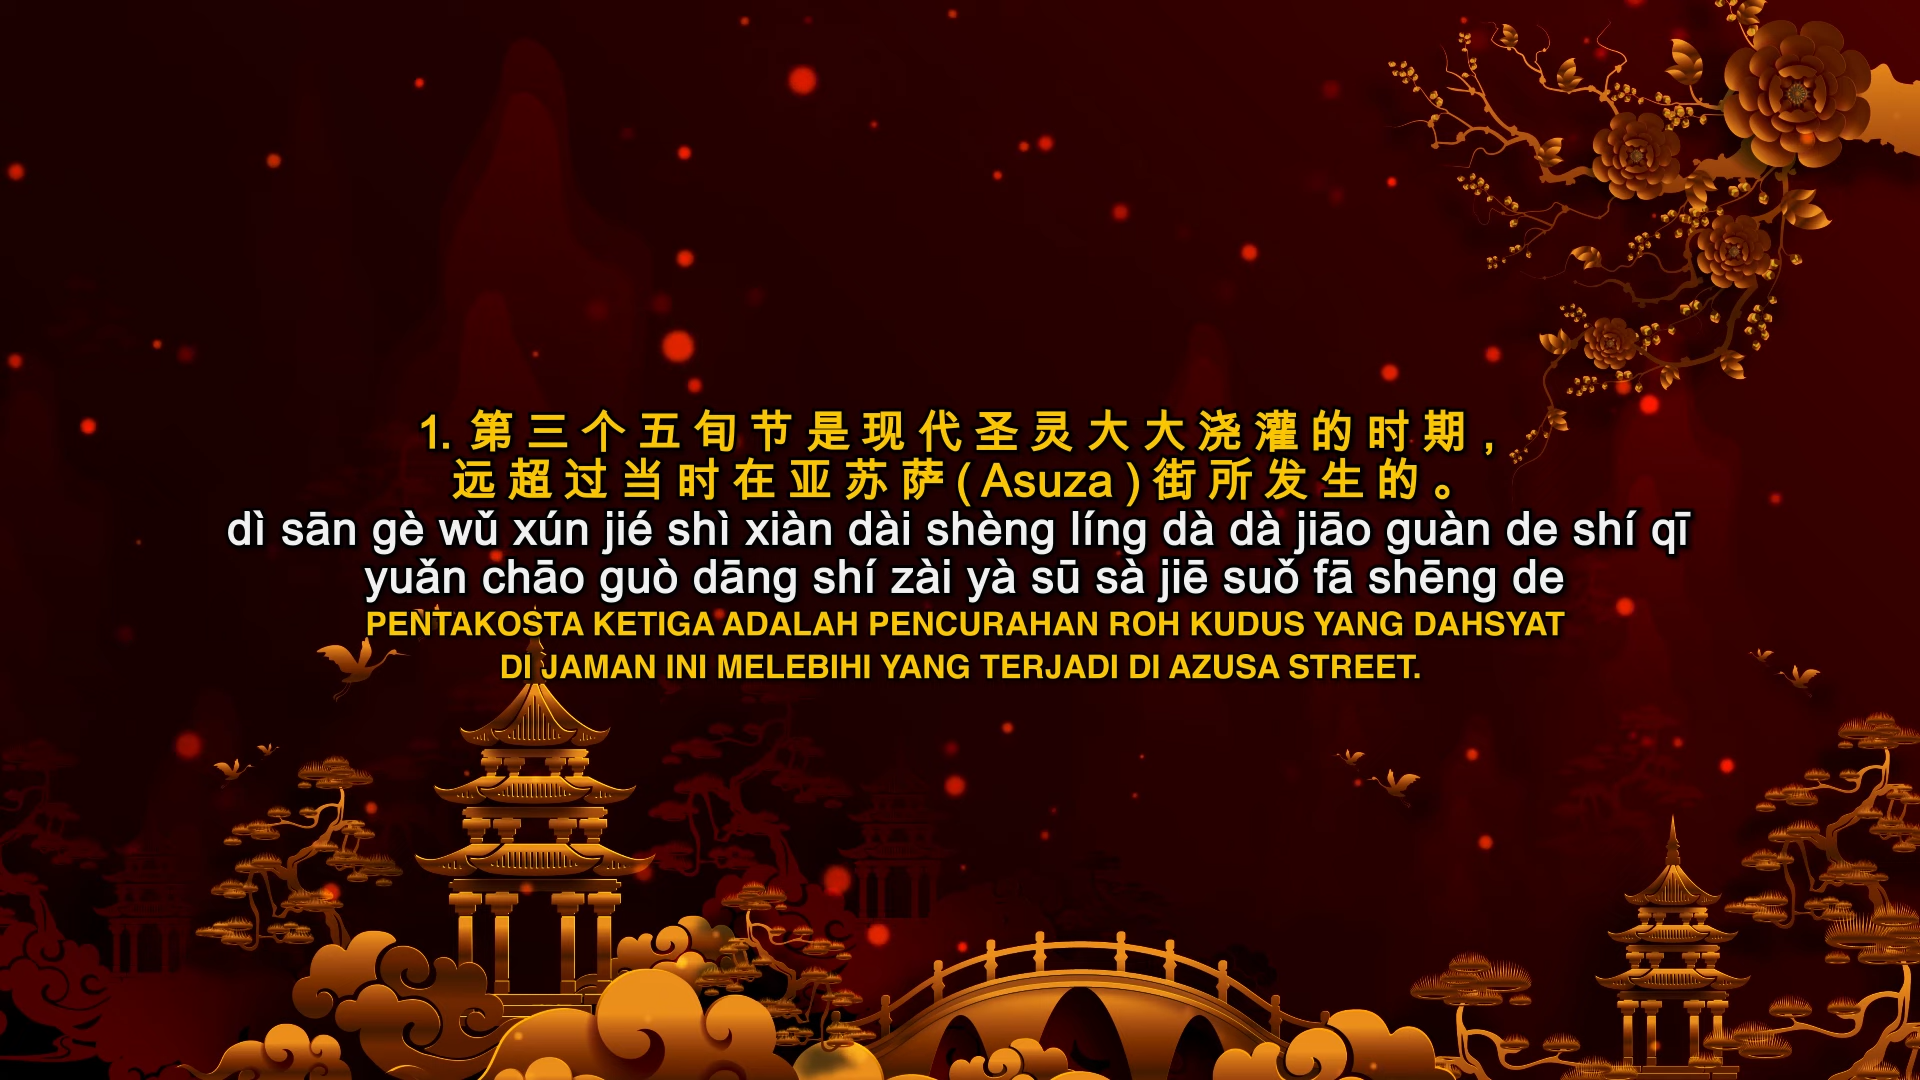 1. 第三个五旬节是现代圣灵大大浇灌的时期,
远超过当时在亚苏萨(Asuza)街所发生的。
dì sān gè wǔ xún jié shì xiàn dài shèng líng dà dà jiāo guàn de shí qī
yuǎn chāo guò dāng shí zài yà sū sà jiē suǒ fā shēng de
PENTAKOSTA KETIGA ADALAH PENCURAHAN ROH KUDUS YANG DAHSYAT
DI JAMAN INI MELEBIHI YANG TERJADI DI AZUSA STREET.